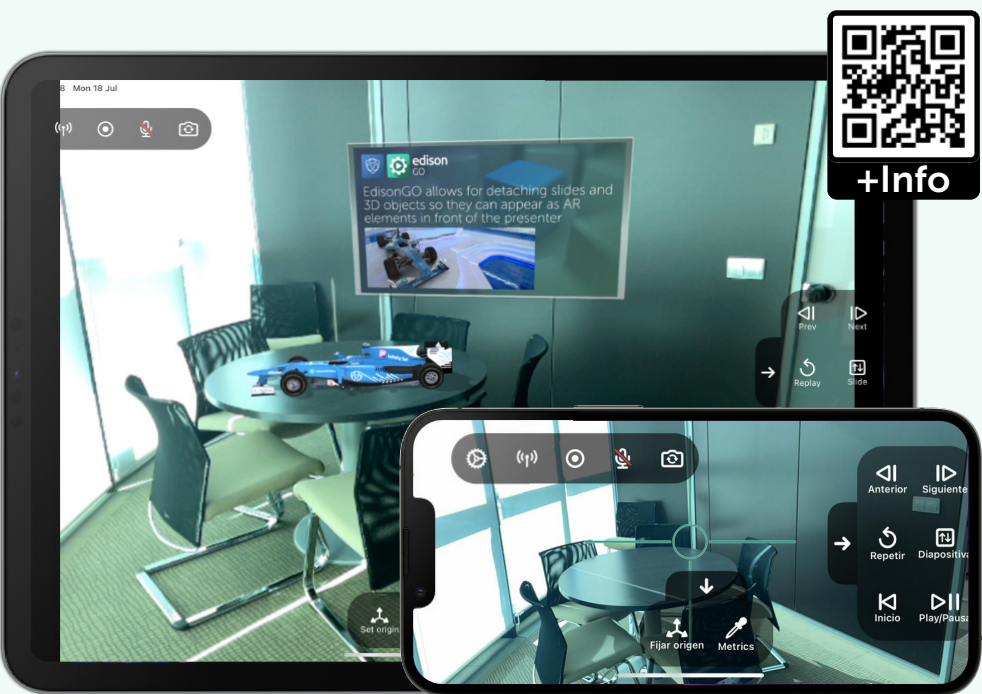 8 Mon 18 Jul
+Info
edison
GO
EdisonGO allows for detaching slides and
3D objects so they can appear as AR
elements in front of the presenter
Prev
Next
Replay
Slide
Set origin
Anterior
Siguiente
Repetir
Diapositiva
Inicio
Play/Pausa
Fijar origen
Metrics